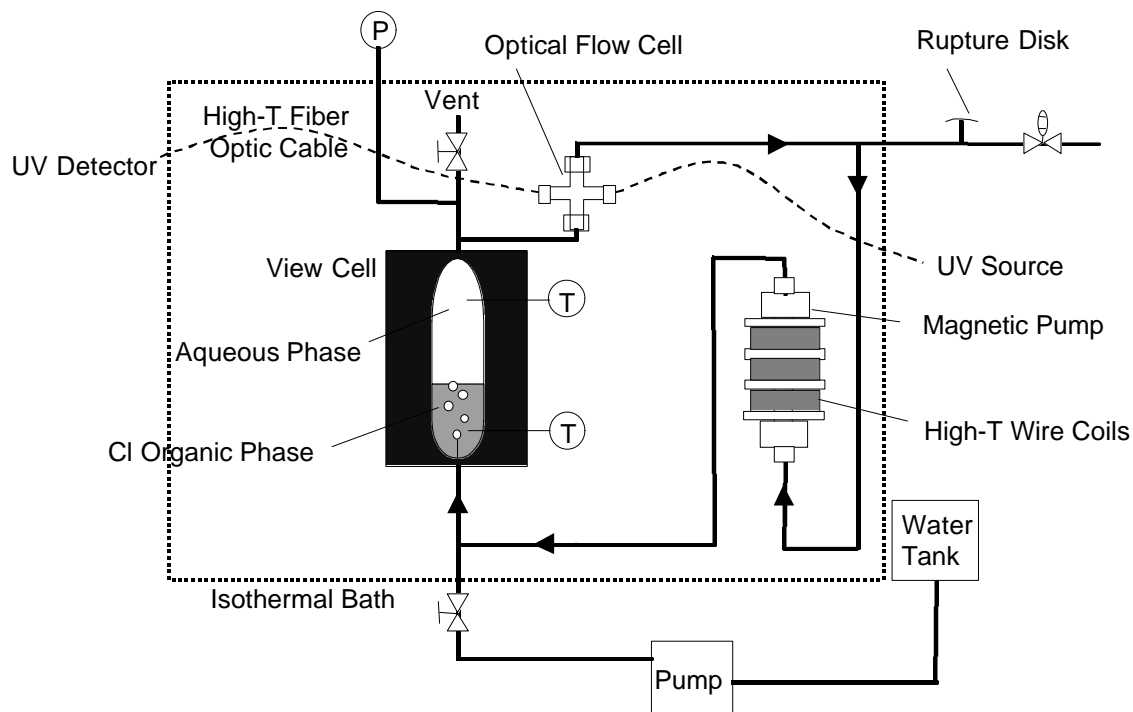 P
Optical Flow Cell
Rupture Disk
Vent
High-T Fiber
Optic Cable
UV Detector
View Cell
UV Source
T
Magnetic Pump
Aqueous Phase
T
Cl Organic Phase
High-T Wire Coils
Water
Tank
Isothermal Bath
Pump